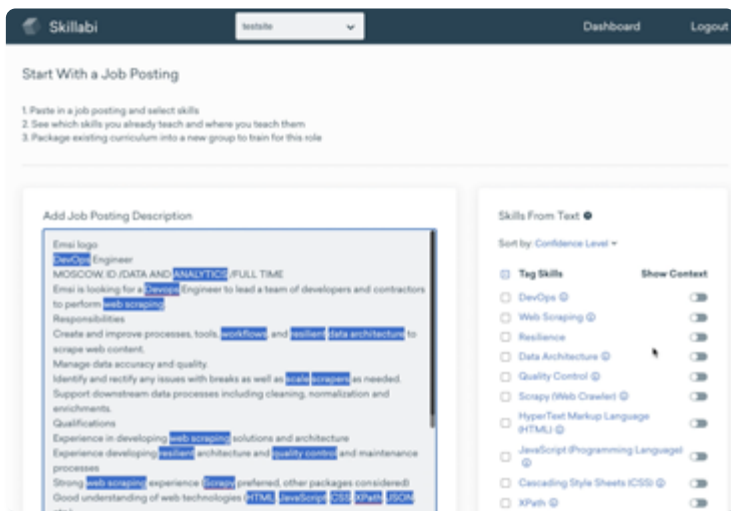 Skillabi
testsite
Dashboard
Logout
Start With a Job Posting
1. Paste in a job posting and select skills
2. See which skills you already teach and where you teach them
3. Package existing curriculum into a new group to train for this role
Add Job Posting Description
Emsi logo
DevOps Engineer
MOSCOW, ID /DATA AND ANALYTICS /FULL TIME
Emsi is looking for a Devops Engineer to lead a team of developers and contractors
to perform web scraping
Responsibilities
Create and improve processes, tools, workflows, and resilient data architecture to
scrape web content.
Manage data accuracy and quality.
Identify and rectify any issues with breaks as well as scale scrapers as needed.
Support downstream data processes including cleaning, normalization and
enrichments.
Qualifications
Experience in developing web scraping solutions and architecture
Experience developing resilient architecture and quality control and maintenance
processes
Strong web scraping experience (Scrapy preferred, other packages considered)
Good understanding of web technologies (HTML, JavaScript, CSS, XPath, JSON
Skills From Text
Sort by: Confidence Level
Tag Skills
Show Context
DevOps
Web Scraping
Resilience
Data Architecture
Quality Control
Scrapy (Web Crawler)
HyperText Markup Language
(HTML)
JavaScript (Programming Language)
Cascading Style Sheets (CSS)
XPath